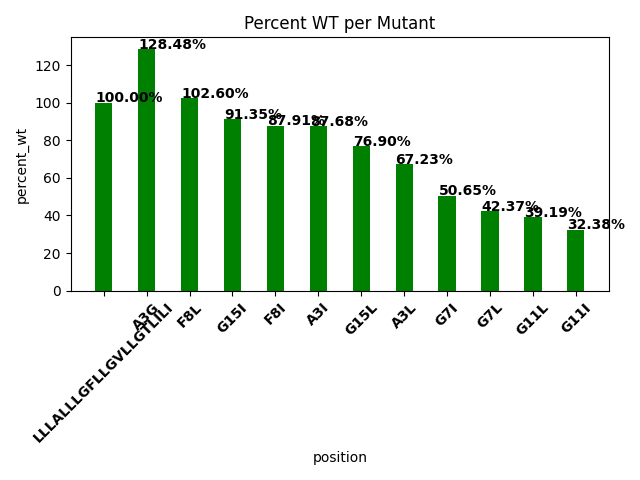 Percent WT per Mutant
percent_wt
120
100
80
60
40
20
0
100.00%
128.48%
102.60%
91.35%
87.91%
87.68%
76.90%
67.23%
50.65%
42.37%
39.19%
32.38%
LLLALLLGFLLGVLLGTLILI
A3G
F8L
G15I
F8I
A3I
G15L
A3L
G7I
G7L
G11L
G11I
position